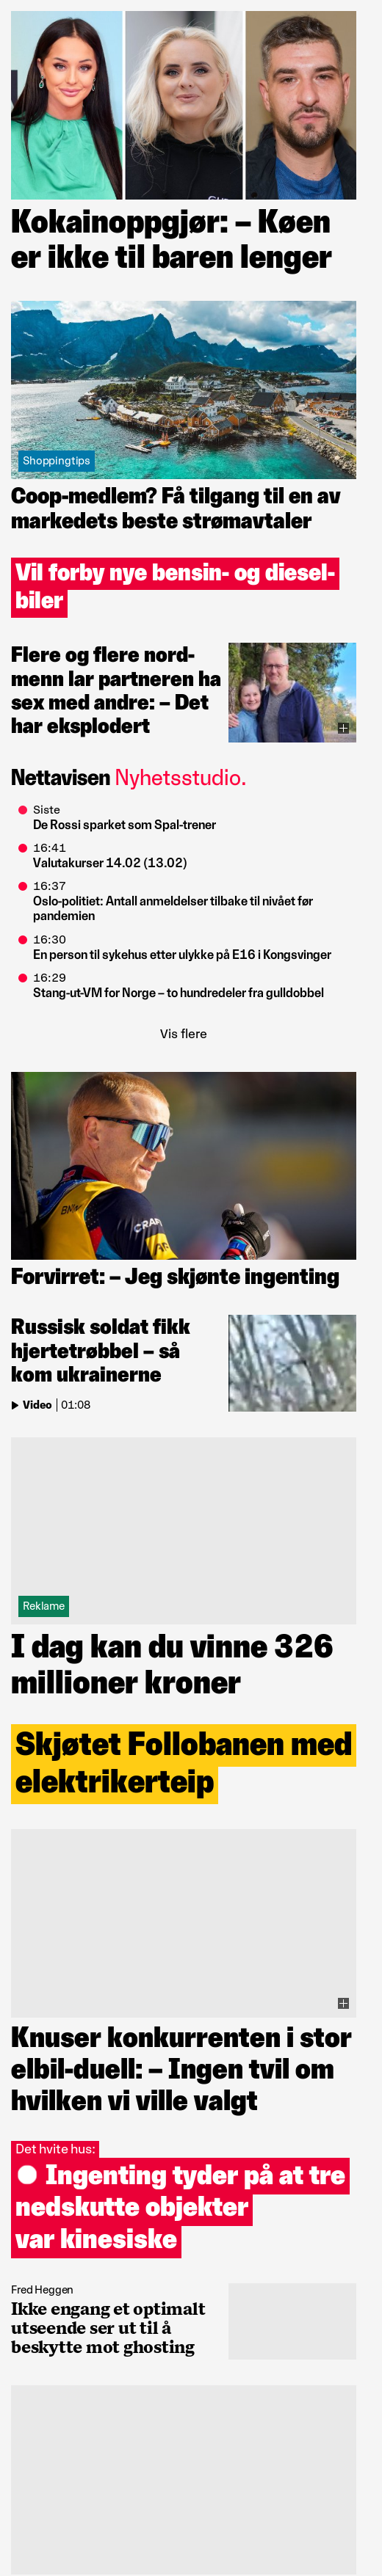 Kokainoppgjør: – Køen
er ikke til baren lenger
Shoppingtips
Coop-medlem? Få tilgang til en av
markedets beste strømavtaler
Vil forby nye bensin- og diesel-
biler
Flere og flere nord-
menn lar partneren ha
sex med andre: – Det
har eksplodert
Nettavisen Nyhetsstudio.
Siste
De Rossi sparket som Spal-trener
16:41
Valutakurser 14.02 (13.02)
16:37
Oslo-politiet: Antall anmeldelser tilbake til nivået før
pandemien
16:30
En person til sykehus etter ulykke på E16 i Kongsvinger
16:29
Stang-ut-VM for Norge – to hundredeler fra gulldobbel
Vis flere
CRAFT
Forvirret: – Jeg skjønte ingenting
Russisk soldat fikk
hjertetrøbbel – så
kom ukrainerne
Video 01:08
Reklame
I dag kan du vinne 326
millioner kroner
Skjøtet Follobanen med
elektrikerteip
Knuser konkurrenten i stor
elbil-duell: – Ingen tvil om
hvilken vi ville valgt
Det hvite hus:
Ingenting tyder på at tre
nedskutte objekter
var kinesiske
Fred Heggen
Ikke engang et optimalt
utseende ser ut til å
beskytte mot ghosting